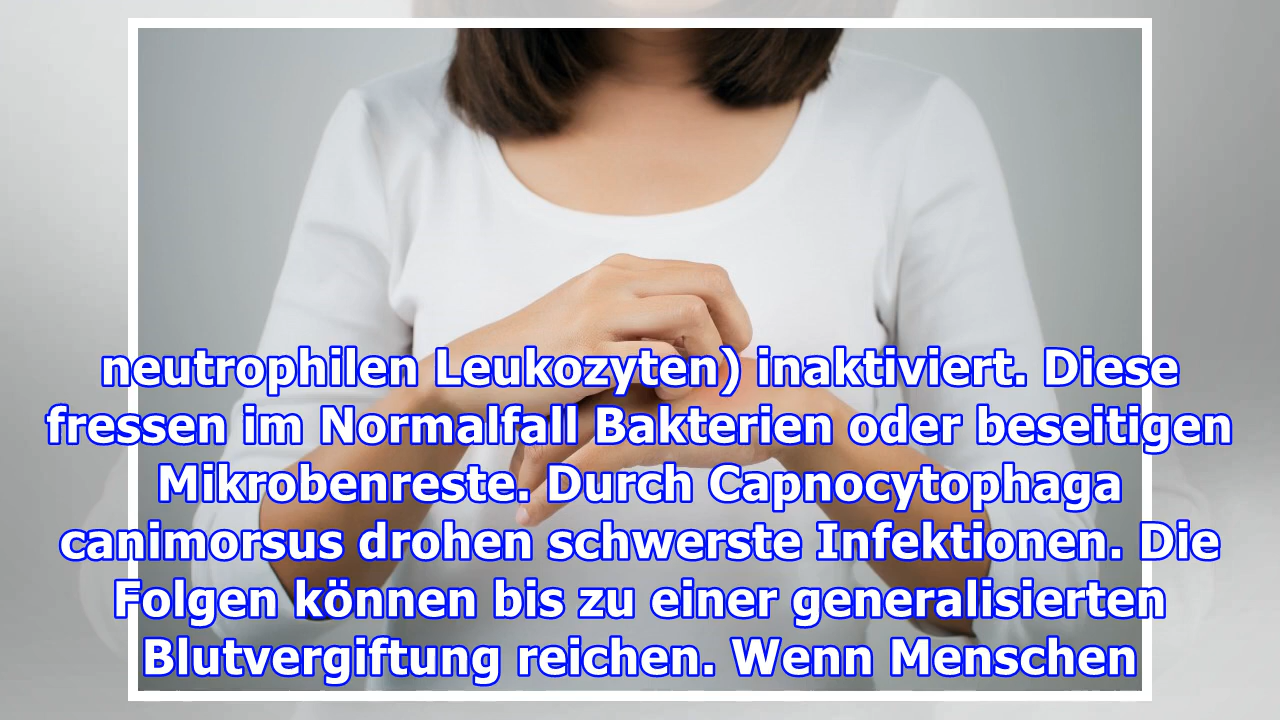 neutrophilen Leukozyten) inaktiviert. Diese
fressen im Normalfall Bakterien oder beseitigen
Mikrobenreste. Durch Capnocytophaga
canimorsus drohen schwerste Infektionen. Die
Folgen können bis zu einer generalisierten
Blutvergiftung reichen. Wenn Menschen